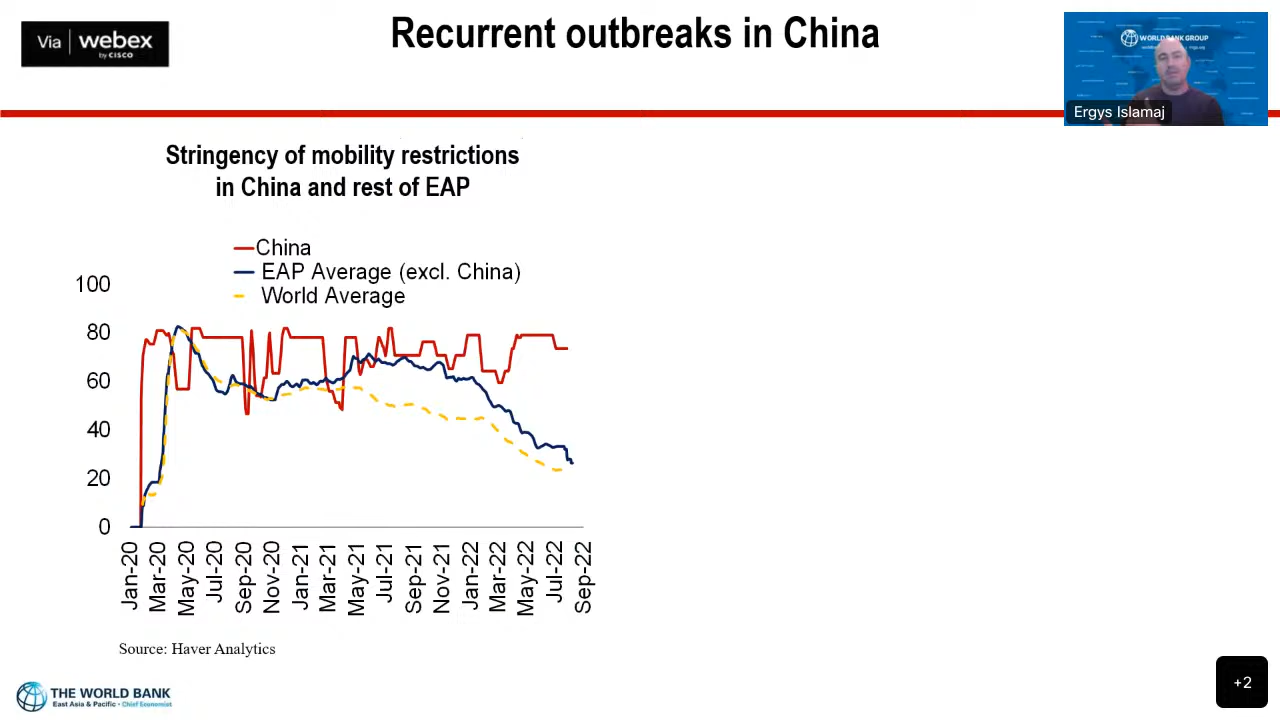 Via | webex
by CISCO
Recurrent outbreaks in China
WORLD BANK GROUP
Ergys Islamaj
Stringency of mobility restrictions
in China and rest of EAP
China
EAP Average (excl. China)
World Average
100
80
60
40
20
0
Jan-20
Mar-20
May-20
Jul-20
Sep-20
Nov-20
Jan-21
Mar-21
May-21
Jul-21
Sep-21
Nov-21
Jan-22
Mar-22
May-22
Jul-22
Sep-22
Source: Haver Analytics
THE WORLD BANK
East Asia & Pacific • Chief Economist
+2